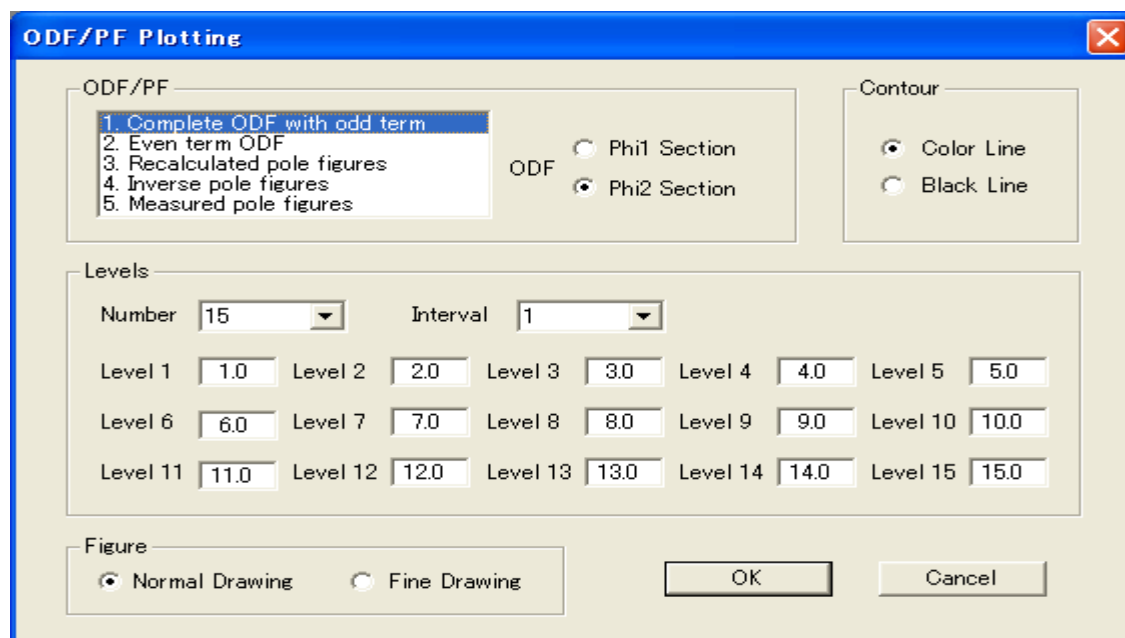 ODF/PF Plotting
ODF/PF
1. Complete ODF with odd term
2. Even term ODF
3. Recalculated pole figures
4. Inverse pole figures
5. Measured pole figures
ODF
Phi1 Section
Phi2 Section
Contour
Color Line
Black Line
Levels
Number 15 Interval 1
Level 1 1.0 Level 2 2.0 Level 3 3.0 Level 4 4.0 Level 5 5.0
Level 6 6.0 Level 7 7.0 Level 8 8.0 Level 9 9.0 Level 10 10.0
Level 11 11.0 Level 12 12.0 Level 13 13.0 Level 14 14.0 Level 15 15.0
Figure
Normal Drawing Fine Drawing
OK Cancel